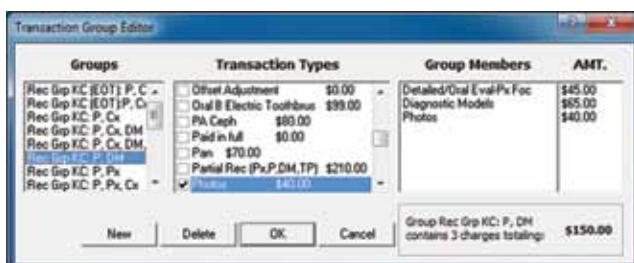 Transaction Group Editor
Groups
Rec Grp KC (EOT): P, C
Rec Grp KC (EOT):P, Cx
Rec Grp KC: P, Cx
Rec Grp KC: P, Cx, DM
Rec Grp KC: P, Cx, DM,
Rec Grp KC: P, DM
Rec Grp KC: P, Px
Rec Grp KC: P, Px, Cx
Transaction Types
Offset Adjustment $0.00
Oral B Electric Toothbrus $99.00
PA Ceph $80.00
Paid in full $0.00
Pan $70.00
Partial Rec (Px,P,DM,TP) $210.00
Photos $40.00
Group Members AMT.
Detailed/Oral Eval-Px Foc $45.00
Diagnostic Models $65.00
Photos $40.00
New Delete OK Cancel
Group Rec Grp KC: P, DM
contains 3 charges totaling: $150.00